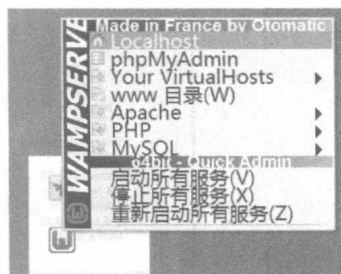 Made in France by Otomatic
WAMPSERVE
Localhost
phpMyAdmin
Your VirtualHosts
www 目录(W)
Apache
PHP
MySQL
64bit - Quick Admin
启动所有服务(V)
停止所有服务(X)
重新启动所有服务(Z)